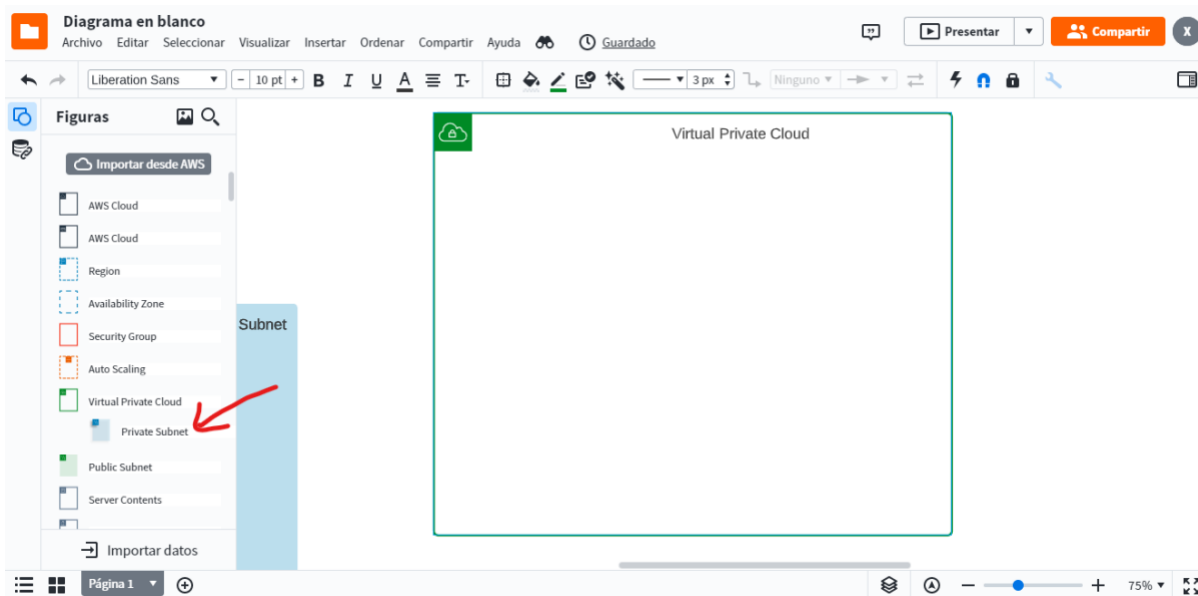 Diagrama en blanco
Archivo Editar Seleccionar Visualizar Insertar Ordenar Compartir Ayuda Guardado
Presentar
Compartir
X
Liberation Sans - 10 pt + B I U A T 3 px Ninguno
Figuras
Importar desde AWS
AWS Cloud
AWS Cloud
Region
Availability Zone
Security Group
Auto Scaling
Virtual Private Cloud
Private Subnet
Public Subnet
Server Contents
Importar datos
Subnet
Virtual Private Cloud
Página 1
75%